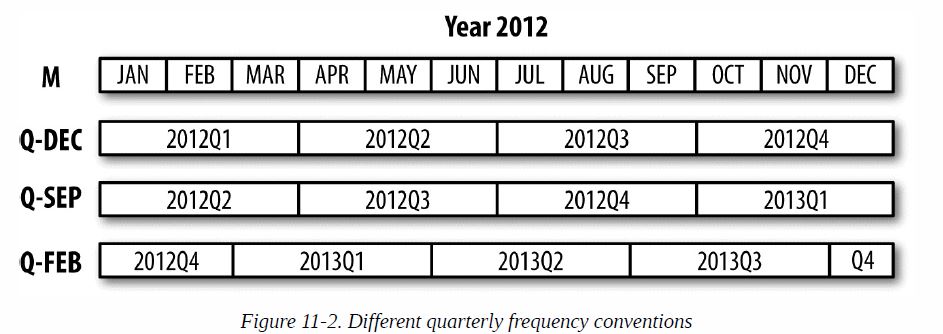 Year 2012
M JAN FEB MAR APR MAY JUN JUL AUG SEP OCT NOV DEC
Q-DEC 2012Q1 2012Q2 2012Q3 2012Q4
Q-SEP 2012Q2 2012Q3 2012Q4 2013Q1
Q-FEB 2012Q4 2013Q1 2013Q2 2013Q3 Q4
Figure 11-2. Different quarterly frequency conventions